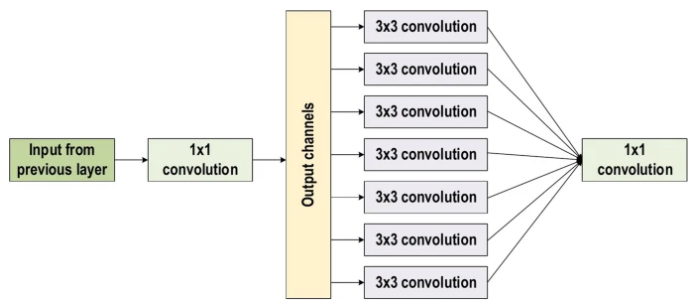 Input from
previous layer
1x1
convolution
Output channels
3x3 convolution
3x3 convolution
3x3 convolution
3x3 convolution
3x3 convolution
3x3 convolution
3x3 convolution
1x1
convolution